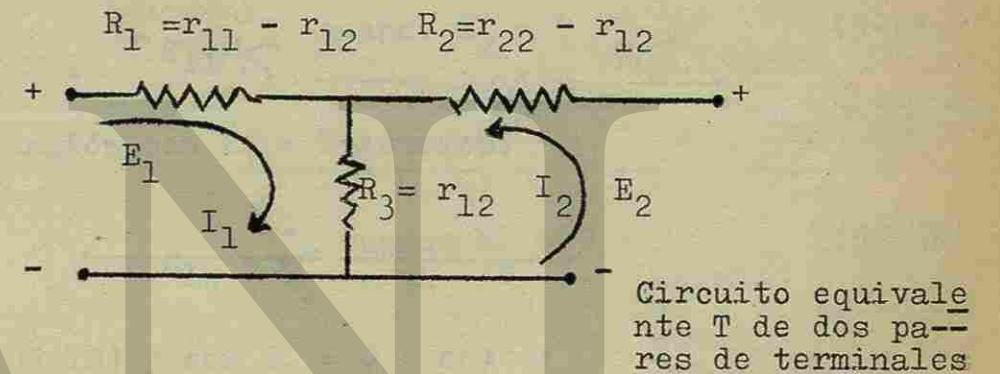 R1 =r11 - r12 R2=r22 - r12
+ +
E1
R3= r12 I2 E2
I1
- -
Circuito equivale
nte T de dos pa--
res de terminales